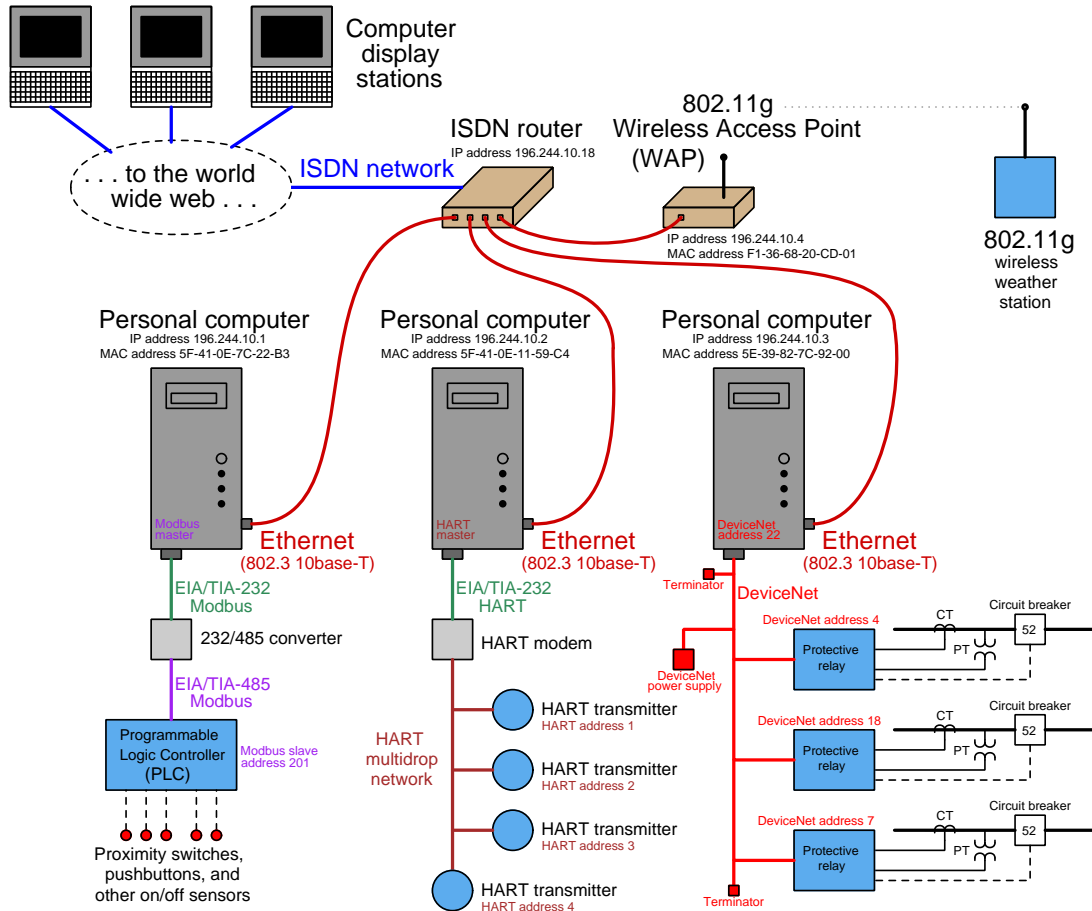 Computer
display
stations
. . . to the world
wide web . . .
ISDN network
ISDN router
IP address 196.244.10.18
802.11g
Wireless Access Point
(WAP)
IP address 196.244.10.4
MAC address F1-36-68-20-CD-01
802.11g
wireless
weather
station
Personal computer
IP address 196.244.10.1
MAC address 5F-41-0E-7C-22-B3
Modbus
master
Ethernet
(802.3 10base-T)
EIA/TIA-232
Modbus
232/485 converter
EIA/TIA-485
Modbus
Programmable
Logic Controller
(PLC)
Modbus slave
address 201
Proximity switches,
pushbuttons, and
other on/off sensors
Personal computer
IP address 196.244.10.2
MAC address 5F-41-0E-11-59-C4
HART
master
Ethernet
(802.3 10base-T)
EIA/TIA-232
HART
HART modem
HART
multidrop
network
HART transmitter
HART address 1
HART transmitter
HART address 2
HART transmitter
HART address 3
HART transmitter
HART address 4
Personal computer
IP address 196.244.10.3
MAC address 5E-39-82-7C-92-00
DeviceNet
address 22
Ethernet
(802.3 10base-T)
Terminator
DeviceNet
DeviceNet
power supply
Terminator
DeviceNet address 4
Protective
relay
CT
PT
Circuit breaker
52
DeviceNet address 18
Protective
relay
CT
PT
Circuit breaker
52
DeviceNet address 7
Protective
relay
CT
PT
Circuit breaker
52